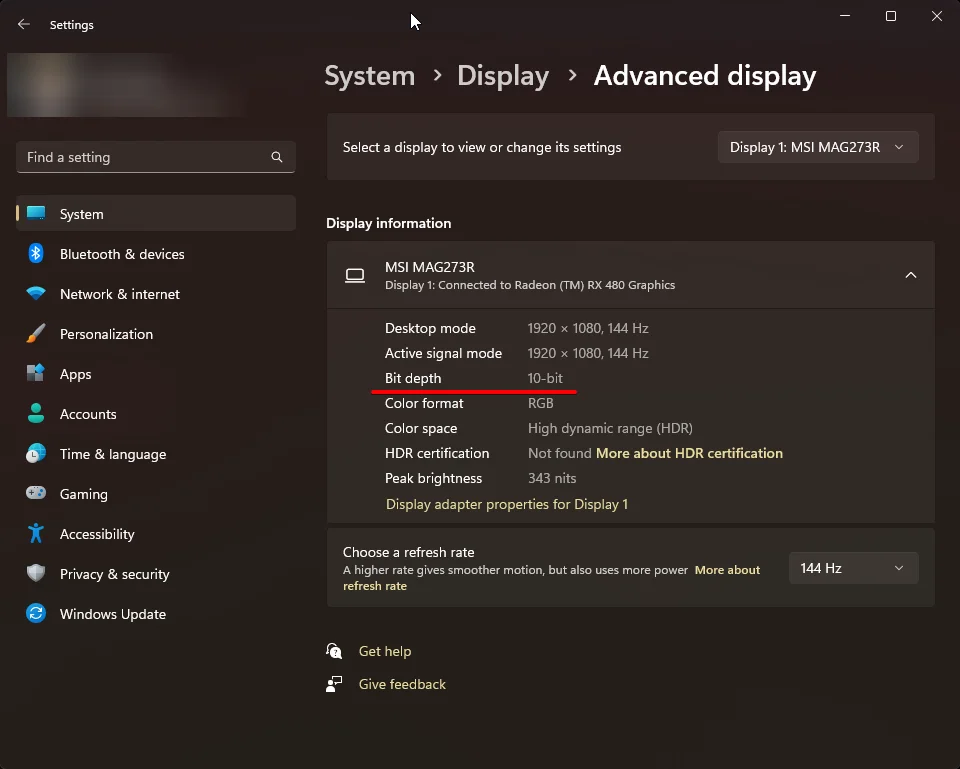 Settings
System > Display > Advanced display
Find a setting
System
Bluetooth & devices
Network & internet
Personalization
Apps
Accounts
Time & language
Gaming
Accessibility
Privacy & security
Windows Update
Select a display to view or change its settings
Display 1: MSI MAG273R
Display information
MSI MAG273R
Display 1: Connected to Radeon (TM) RX 480 Graphics
Desktop mode 1920 × 1080, 144 Hz
Active signal mode 1920 × 1080, 144 Hz
Bit depth 10-bit
Color format RGB
Color space High dynamic range (HDR)
HDR certification Not found More about HDR certification
Peak brightness 343 nits
Display adapter properties for Display 1
Choose a refresh rate
A higher rate gives smoother motion, but also uses more power More about
refresh rate
144 Hz
Get help
Give feedback